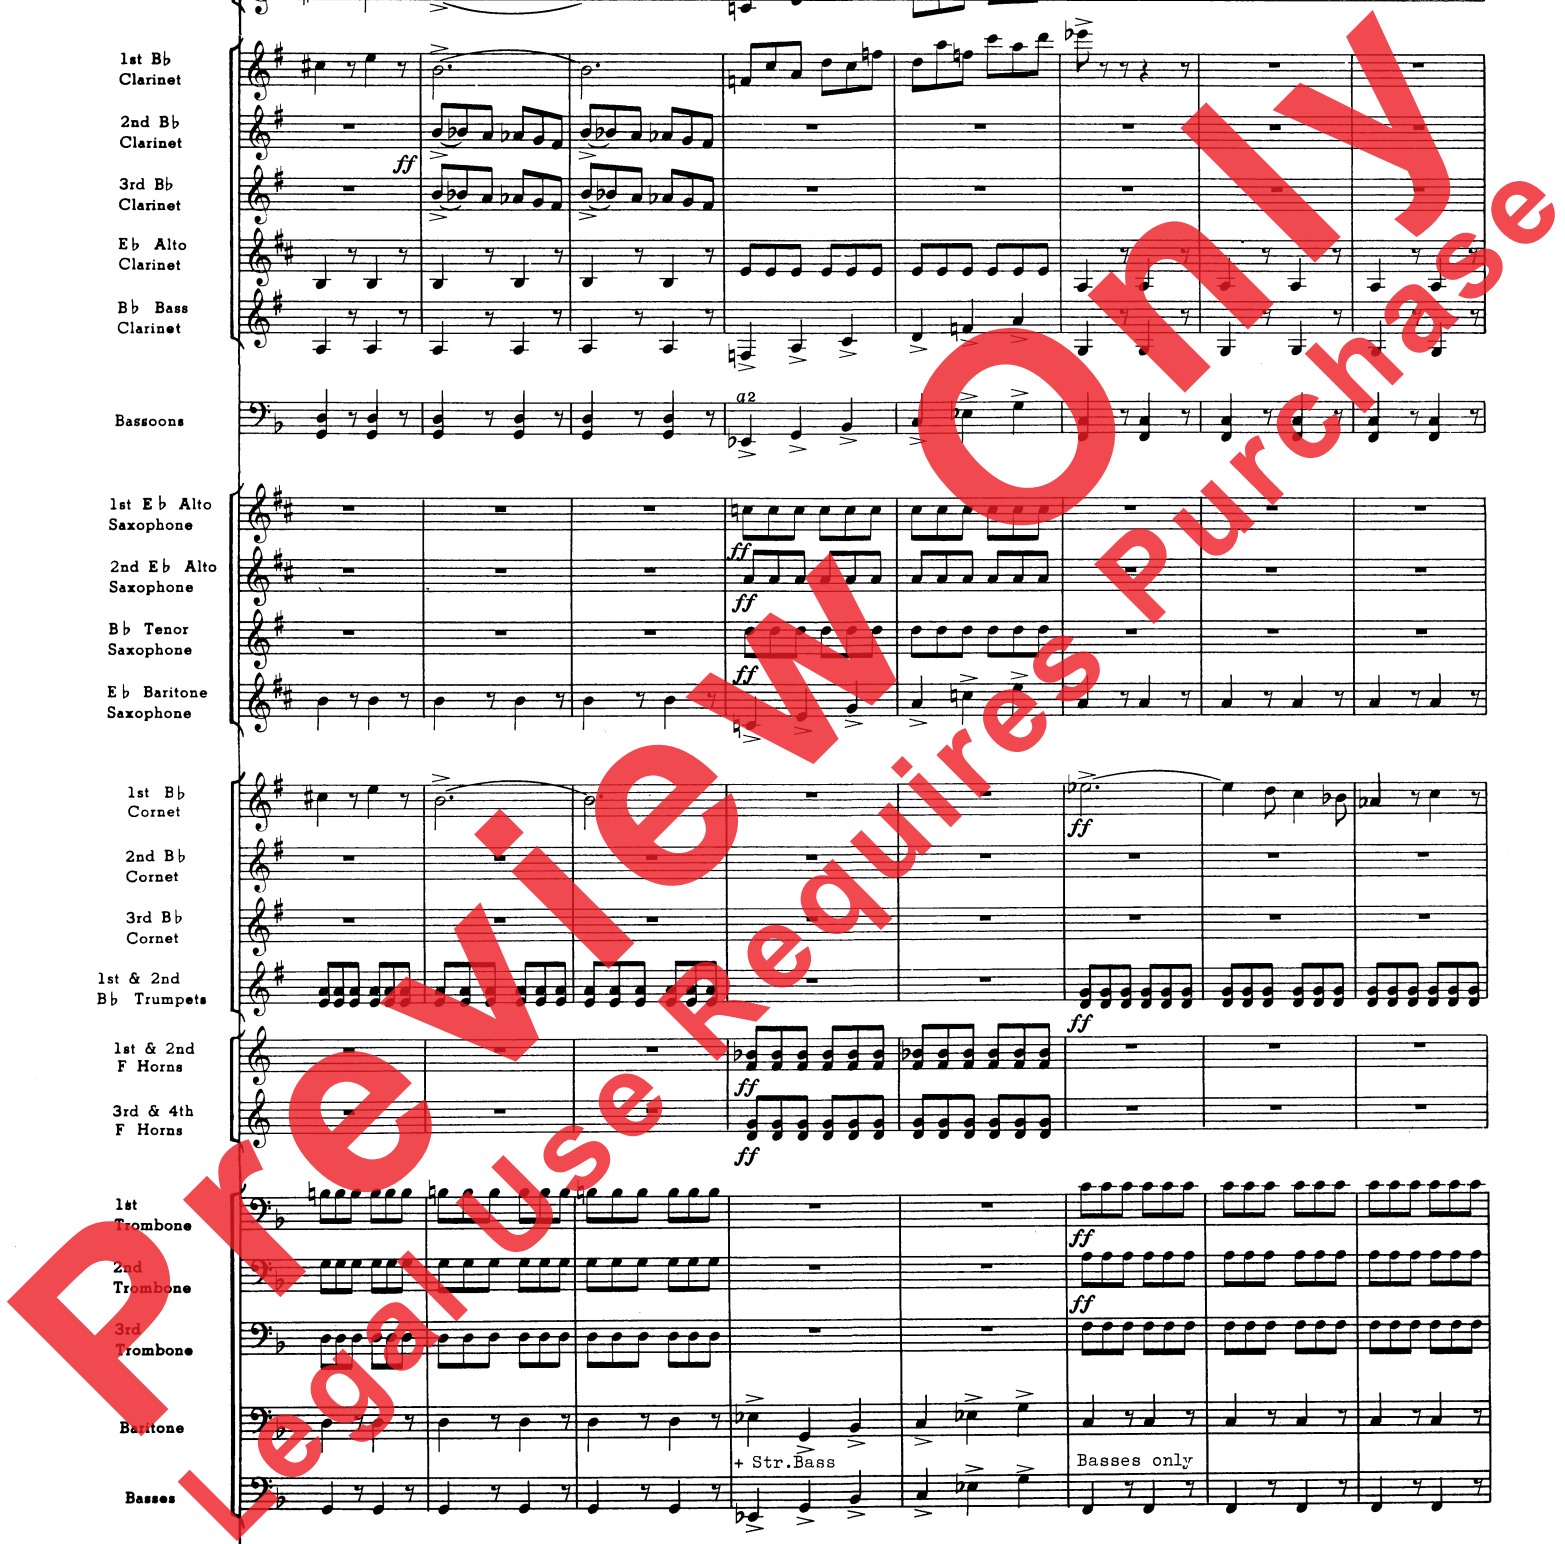 1st B♭
Clarinet
2nd B♭
Clarinet
ff
3rd B♭
Clarinet
E♭ Alto
Clarinet
B♭ Bass
Clarinet
a2
Bassoons
1st E♭ Alto
Saxophone
ff
2nd E♭ Alto
Saxophone
ff
B♭ Tenor
Saxophone
ff
E♭ Baritone
Saxophone
1st B♭
Cornet
ff
2nd B♭
Cornet
3rd B♭
Cornet
1st & 2nd
B♭ Trumpets
ff
1st & 2nd
F Horns
ff
3rd & 4th
F Horns
ff
1st
Trombone
ff
2nd
Trombone
ff
3rd
Trombone
Baritone
+ Str.Bass
Basses only
Basses
Preview Only
Legal Use Requires Purchase